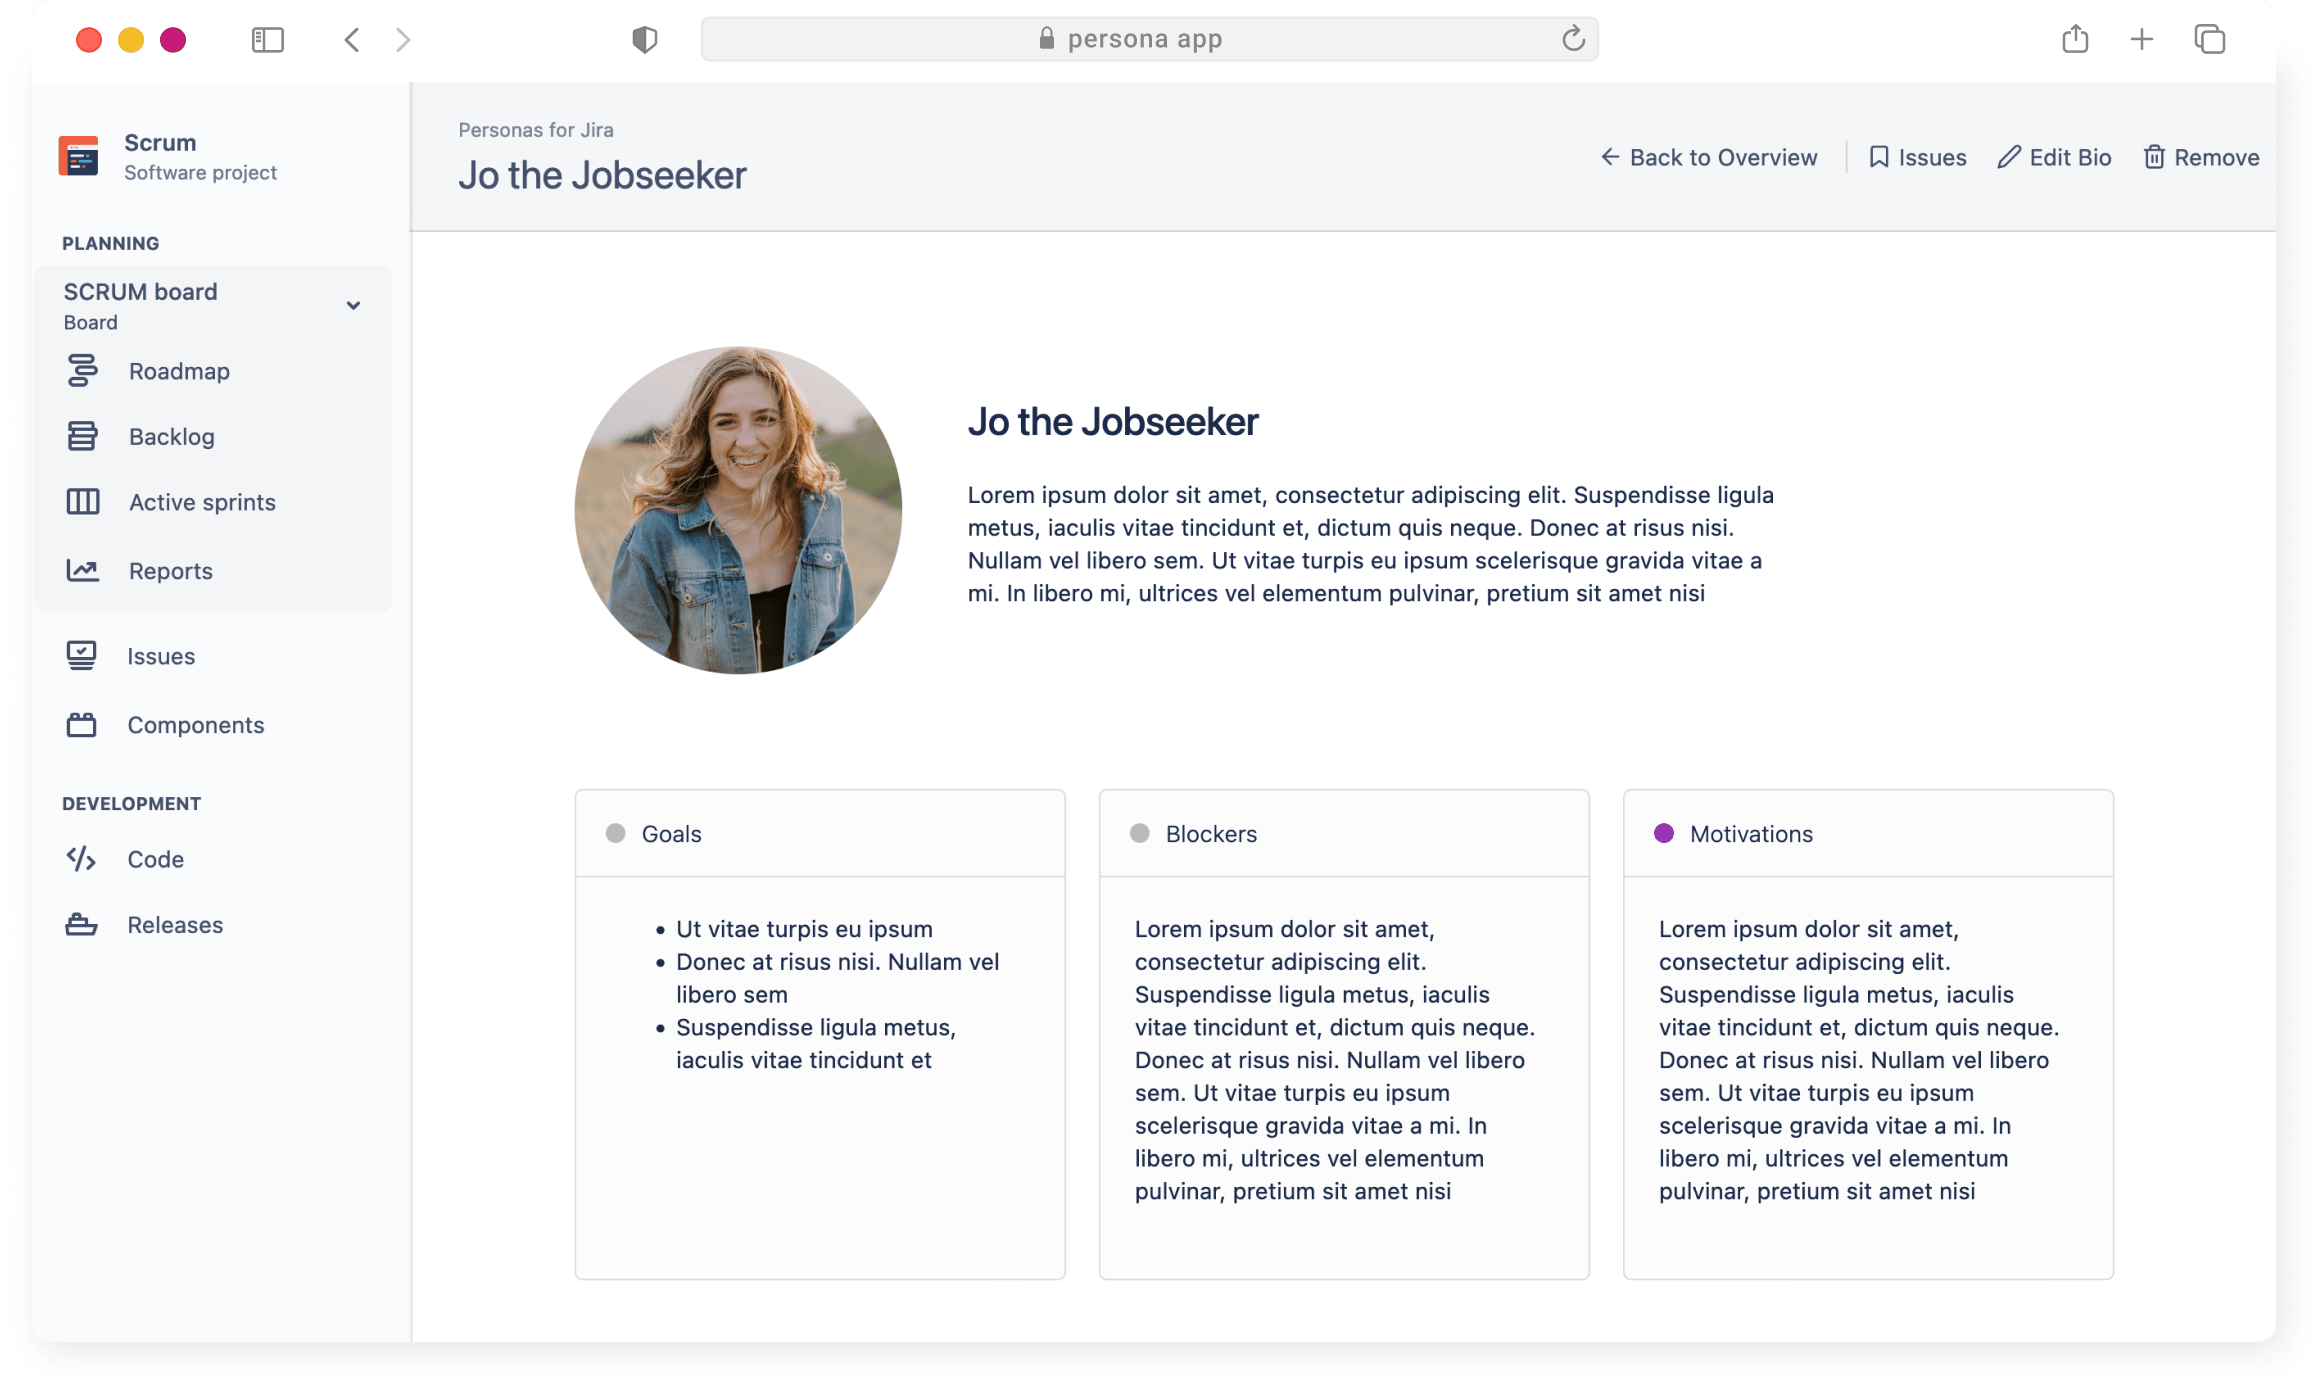 persona app
Scrum
Software project
PLANNING
SCRUM board
Board
Roadmap
Backlog
Active sprints
Reports
Issues
Components
DEVELOPMENT
Code
Releases
Personas for Jira
Jo the Jobseeker
Back to Overview
Issues
Edit Bio
Remove
Jo the Jobseeker
Lorem ipsum dolor sit amet, consectetur adipiscing elit. Suspendisse ligula
metus, iaculis vitae tincidunt et, dictum quis neque. Donec at risus nisi.
Nullam vel libero sem. Ut vitae turpis eu ipsum scelerisque gravida vitae a
mi. In libero mi, ultrices vel elementum pulvinar, pretium sit amet nisi
Goals
• Ut vitae turpis eu ipsum
• Donec at risus nisi. Nullam vel
libero sem
• Suspendisse ligula metus,
iaculis vitae tincidunt et
Blockers
Lorem ipsum dolor sit amet,
consectetur adipiscing elit.
Suspendisse ligula metus, iaculis
vitae tincidunt et, dictum quis neque.
Donec at risus nisi. Nullam vel libero
sem. Ut vitae turpis eu ipsum
scelerisque gravida vitae a mi. In
libero mi, ultrices vel elementum
pulvinar, pretium sit amet nisi
Motivations
Lorem ipsum dolor sit amet,
consectetur adipiscing elit.
Suspendisse ligula metus, iaculis
vitae tincidunt et, dictum quis neque.
Donec at risus nisi. Nullam vel libero
sem. Ut vitae turpis eu ipsum
scelerisque gravida vitae a mi. In
libero mi, ultrices vel elementum
pulvinar, pretium sit amet nisi